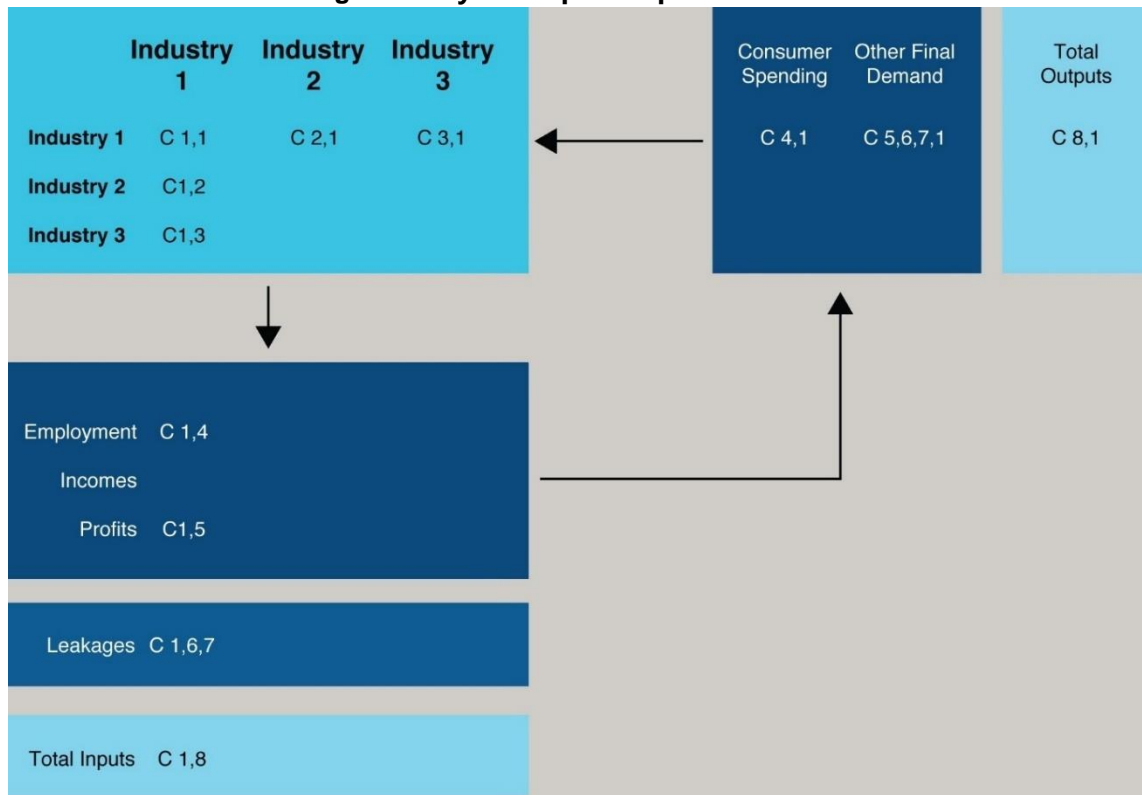 Industry 1 Industry 2 Industry 3
Consumer Spending Other Final Demand Total Outputs
Industry 1 C 1,1 C 2,1 C 3,1 C 4,1 C 5,6,7,1 C 8,1
Industry 2 C1,2
Industry 3 C1,3
Employment C 1,4
Incomes
Profits C1,5
Leakages C 1,6,7
Total Inputs C 1,8